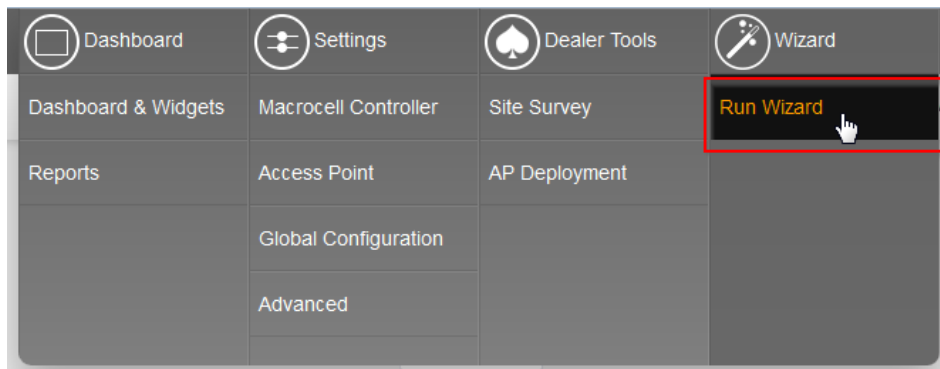 Dashboard
Settings
Dealer Tools
Wizard
Dashboard & Widgets
Macrocell Controller
Site Survey
Run Wizard
Reports
Access Point
AP Deployment
Global Configuration
Advanced